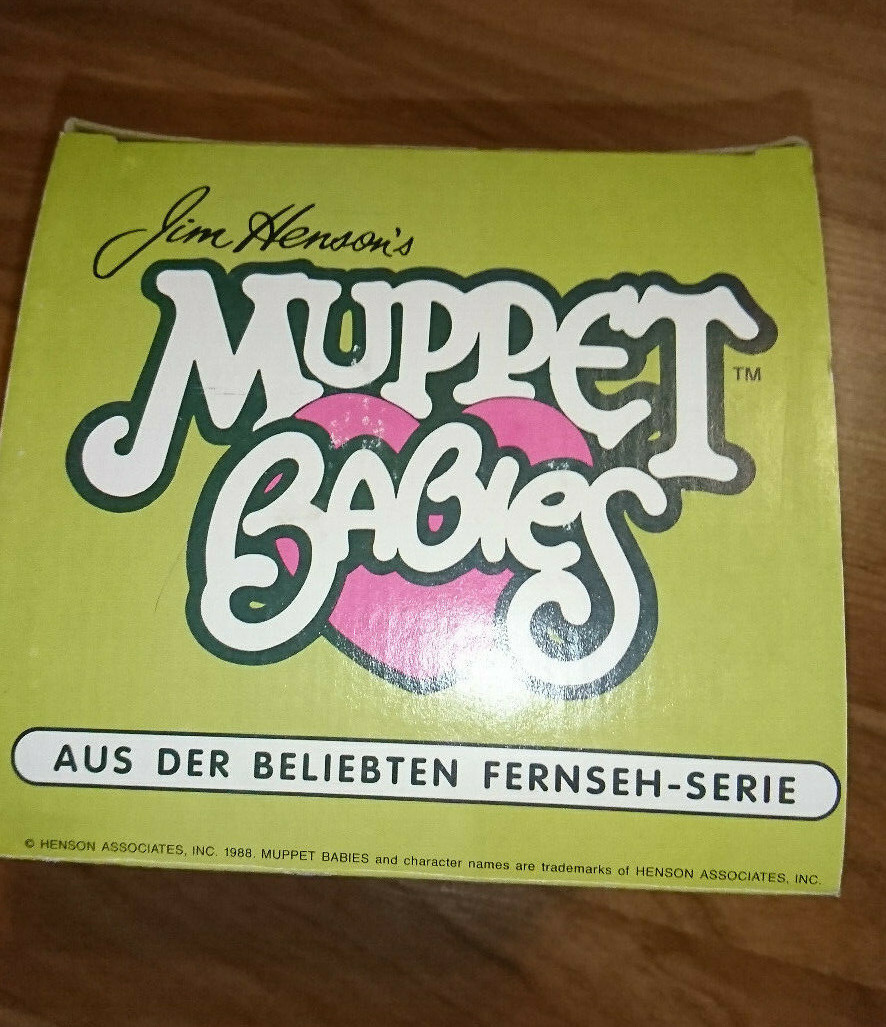 Jim Henson's
MUPPET
BABIES
TM
AUS DER BELIEBTEN FERNSEH-SERIE
© HENSON ASSOCIATES, INC. 1988. MUPPET BABIES and character names are trademarks of HENSON ASSOCIATES, INC.